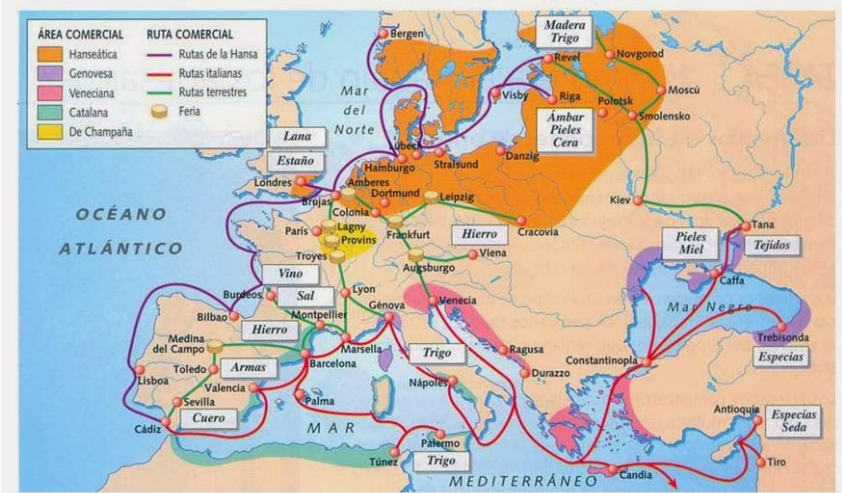 ÁREA COMERCIAL
Hanseática
Genovesa
Veneciana
Catalana
De Champaña
RUTA COMERCIAL
Rutas de la Hansa
Rutas italianas
Rutas terrestres
Feria
Bergen
Mar
del
Norte
Madera
Trigo
Revel
Novgorod
Visby
Riga
Polotsk
Moscú
Smolensko
Ámbar
Pieles
Cera
Lana
Estaño
Londres
Lübeck
Hamburgo
Stralsund
Danzig
Amberes
Dortmund
Brujas
Colonia
Leipzig
Kiev
OCÉANO
ATLÁNTICO
París
Lagny
Provins
Troyes
Frankfurt
Hierro
Cracovia
Viena
Augsburgo
Pieles
Miel
Tana
Tejidos
Caffa
Vino
Sal
Burdeos
Lyon
Génova
Venecia
Mar Negro
Bilbao
Hierro
Montpellier
Marsella
Trebisonda
Especias
Medina
del Campo
Toledo
Armas
Barcelona
Trigo
Ragusa
Durazzo
Constantinopla
Lisboa
Valencia
Palma
Nápoles
Sevilla
Cuero
Cádiz
MAR
Palermo
Trigo
Túnez
MEDITERRÁNEO
Candia
Antioquía
Especias
Seda
Tiro